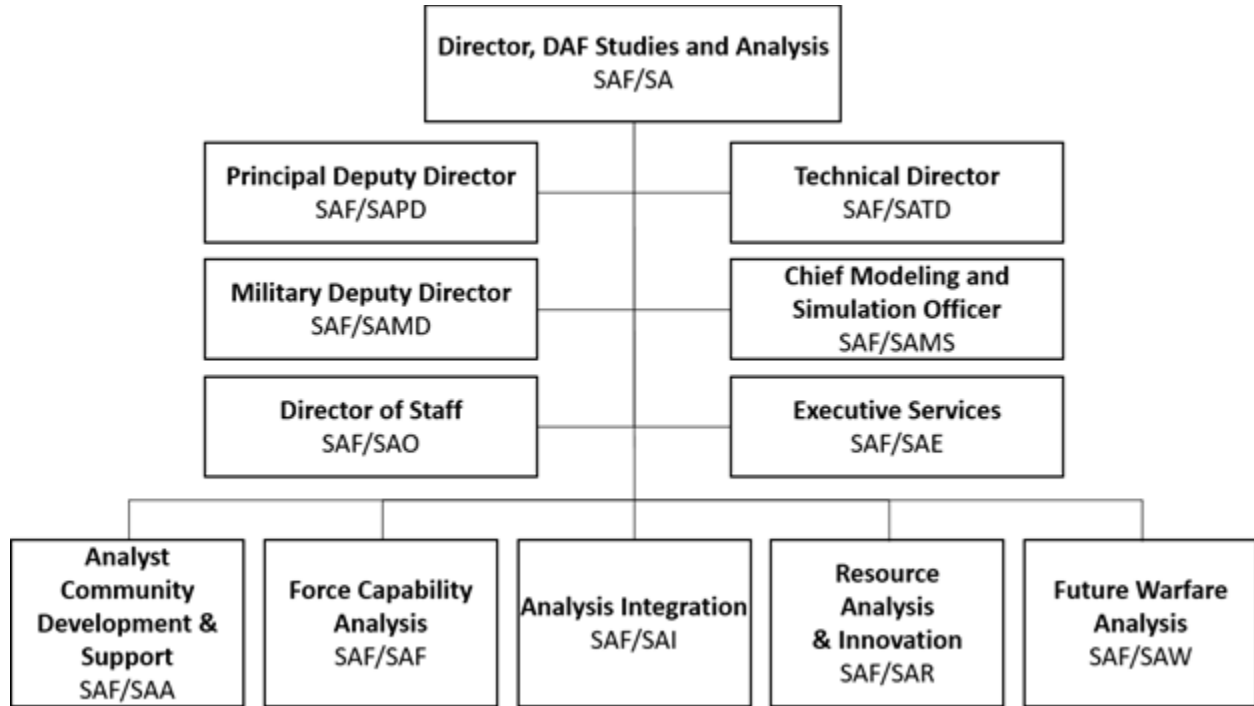 Director, DAF Studies and Analysis
SAF/SA
Principal Deputy Director
SAF/SAPD
Technical Director
SAF/SATD
Military Deputy Director
SAF/SAMD
Chief Modeling and
Simulation Officer
SAF/SAMS
Director of Staff
SAF/SAO
Executive Services
SAF/SAE
Analyst
Community
Development &
Support
SAF/SAA
Force Capability
Analysis
SAF/SAF
Analysis Integration
SAF/SAI
Resource
Analysis
& Innovation
SAF/SAR
Future Warfare
Analysis
SAF/SAW